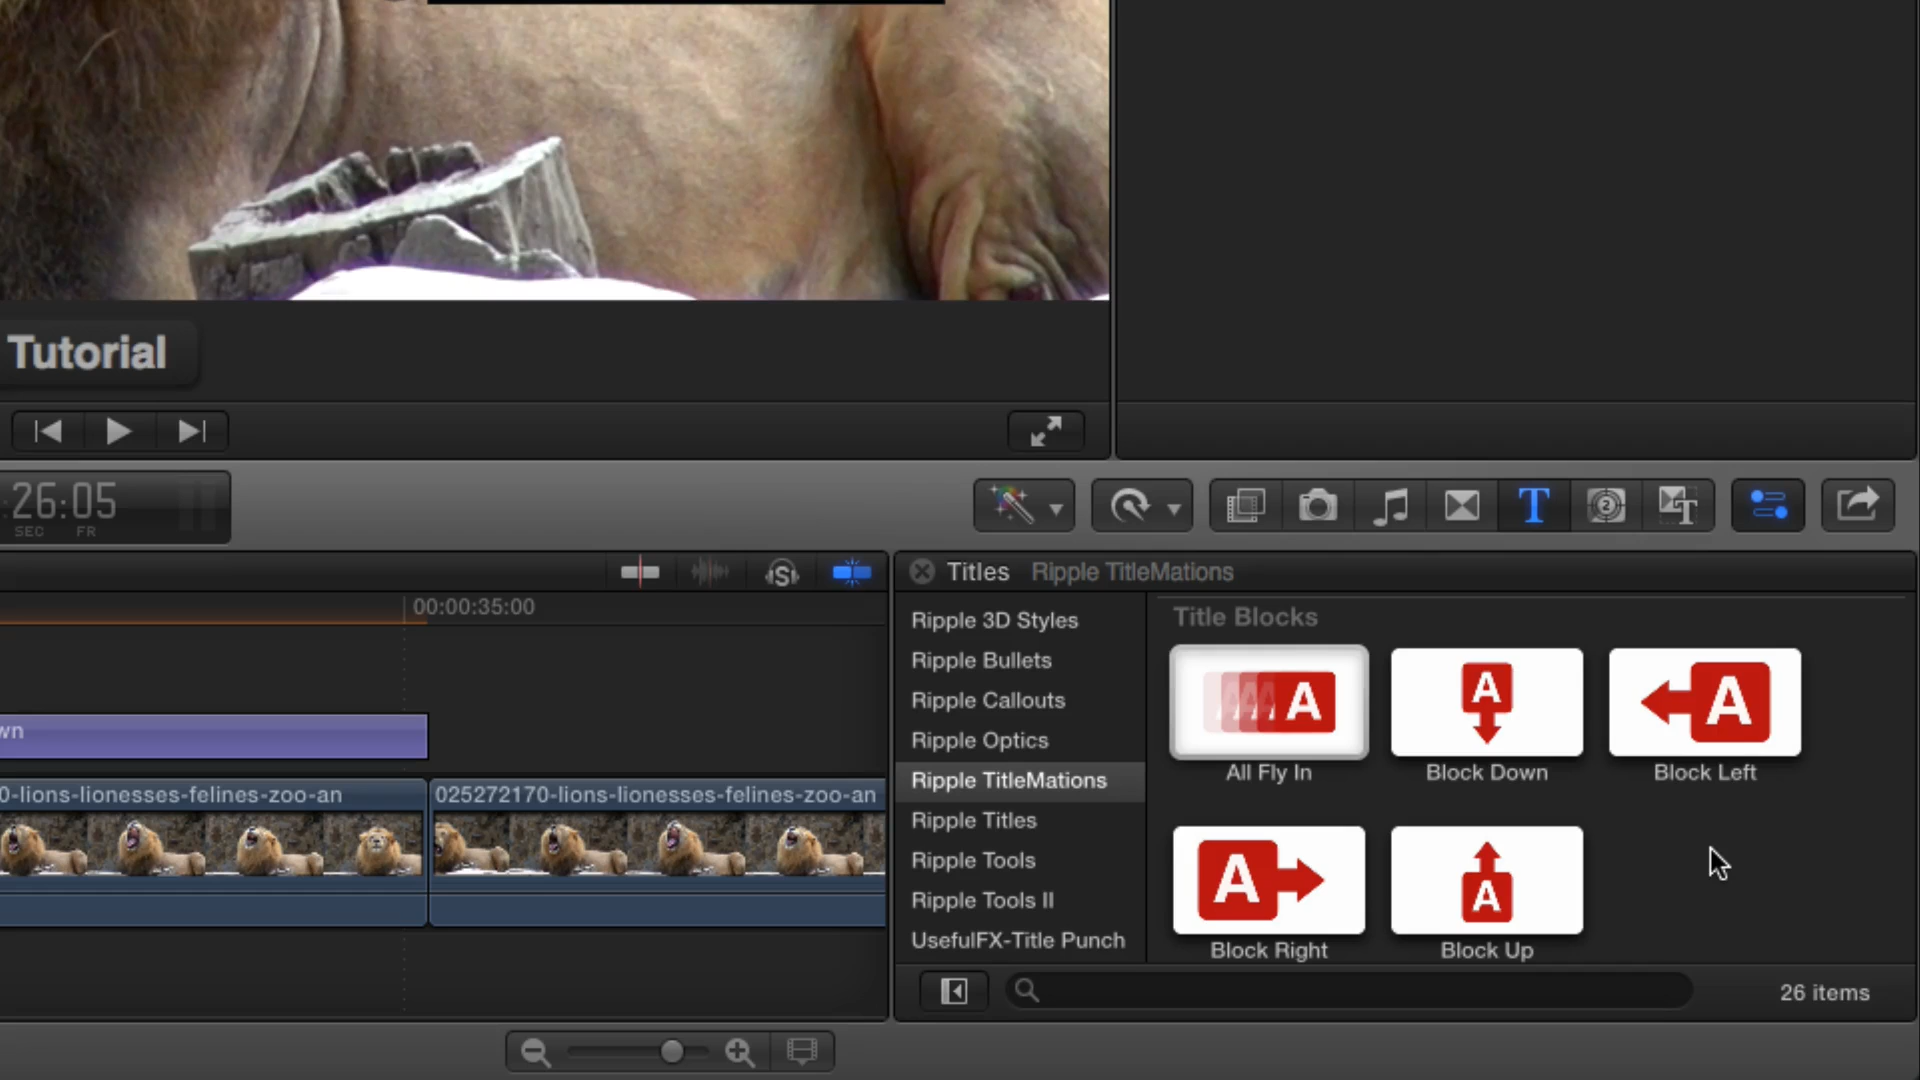 Tutorial
:26:05
SEC FR
T
2
T
Titles Ripple TitleMations
00:00:35:00
Ripple 3D Styles
Title Blocks
Ripple Bullets
Ripple Callouts
A
A
A
Ripple Optics
wn
All Fly In
Block Down
Block Left
Ripple TitleMations
0-lions-lionesses-felines-zoo-an
025272170-lions-lionesses-felines-zoo-an
Ripple Titles
Ripple Tools
A
A
Ripple Tools II
UsefulFX-Title Punch
Block Right
Block Up
26 items